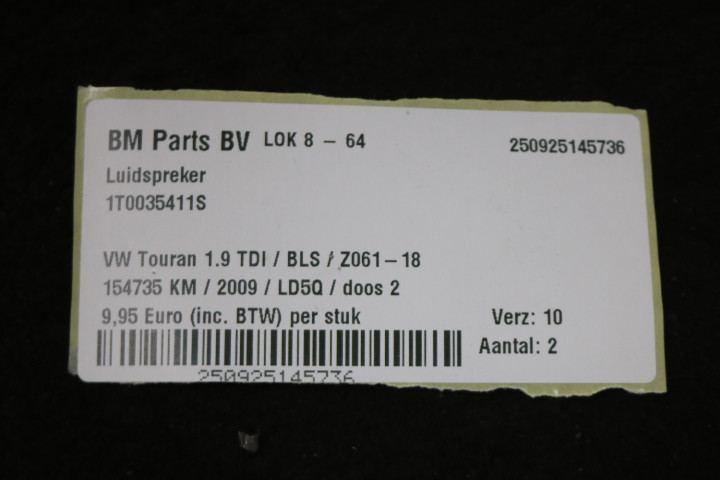 BM Parts BV LOK 8 – 64 250925145736
Luidspreker
1T0035411S
VW Touran 1.9 TDI / BLS / Z061–18
154735 KM / 2009 / LD5Q / doos 2
9,95 Euro (inc. BTW) per stuk Verz: 10
Aantal: 2
250925145736